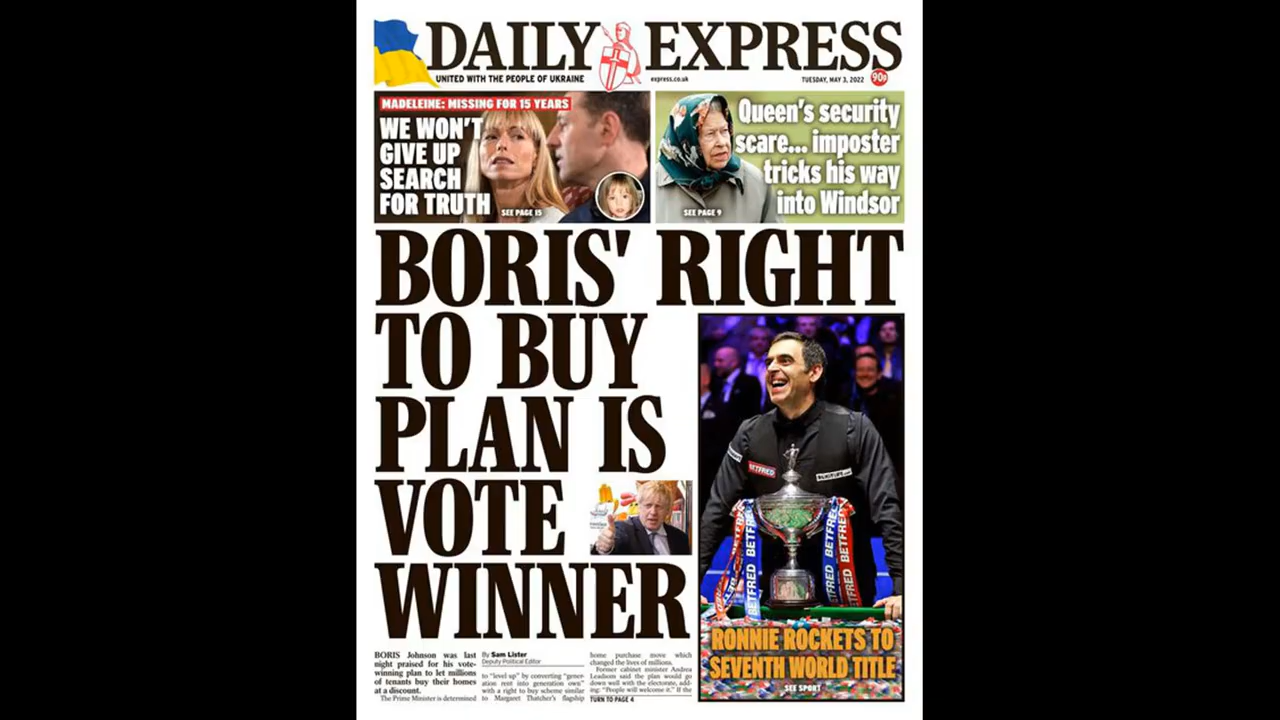 DAILY EXPRESS
UNITED WITH THE PEOPLE OF UKRAINE
express.co.uk
TUESDAY, MAY 3, 2022
90p
MADELEINE: MISSING FOR 15 YEARS
WE WON'T
GIVE UP
SEARCH
FOR TRUTH
SEE PAGE 15
Queen's security
scare... imposter
tricks his way
into Windsor
SEE PAGE 9
BORIS' RIGHT
TO BUY
PLAN IS
VOTE
WINNER
BETFRED
BETFRED
BETFRED
BETFRED
BETFRED
BETFRED
RONNIE ROCKETS TO
SEVENTH WORLD TITLE
SEE SPORT
BORIS Johnson was last
night praised for his vote-
winning plan to let millions
of tenants buy their homes
at a discount.
The Prime Minister is determined
By Sam Lister
Deputy Political Editor
to "level up" by converting "gener-
ation rent into generation own"
with a right to buy scheme similar
to Margaret Thatcher's flagship
home purchase move which
changed the lives of millions.
Former cabinet minister Andrea
Leadsom said the plan would go
down well with the electorate, add-
ing: "People will welcome it." If the
TURN TO PAGE 4